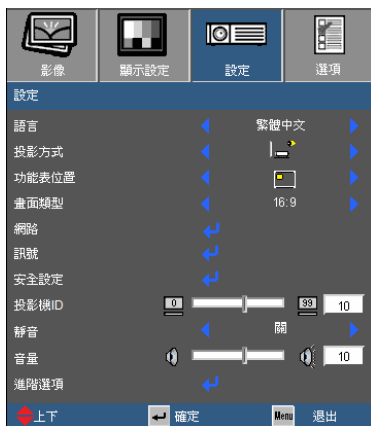 影像 顯示設定 設定 選項
設定
語言 繁體中文
投影方式
功能表位置
畫面類型 16:9
網路
訊號
安全設定
投影機ID 0 99 10
靜音 關
音量 10
進階選項
上下 確定 Menu 退出